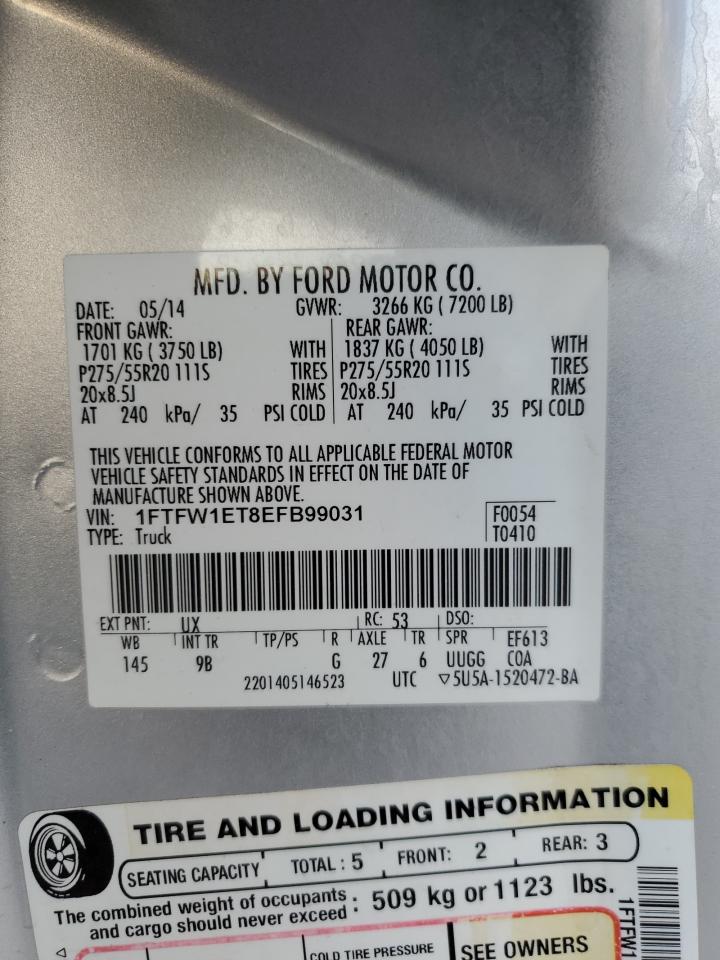 MFD. BY FORD MOTOR CO.
DATE: 05/14 GVWR: 3266 KG ( 7200 LB)
FRONT GAWR: REAR GAWR:
1701 KG ( 3750 LB) WITH 1837 KG ( 4050 LB) WITH
P275/55R20 111S TIRES P275/55R20 111S TIRES
20x8.5J RIMS 20x8.5J RIMS
AT 240 kPa/ 35 PSI COLD AT 240 kPa/ 35 PSI COLD
THIS VEHICLE CONFORMS TO ALL APPLICABLE FEDERAL MOTOR
VEHICLE SAFETY STANDARDS IN EFFECT ON THE DATE OF
MANUFACTURE SHOWN ABOVE.
VIN: 1FTFW1ET8EFB99031 F0054
TYPE: Truck T0410
EXT PNT: UX RC: 53 DSO:
WB INT TR TP/PS R AXLE TR SPR EF613
145 9B G 27 6 UUGG COA
2201405146523 UTC ▽5U5A-1520472-BA
TIRE AND LOADING INFORMATION
SEATING CAPACITY TOTAL : 5 FRONT: 2 REAR: 3
The combined weight of occupants
and cargo should never exceed : 509 kg or 1123 lbs.
COLD TIRE PRESSURE SEE OWNERS
1FTFW1